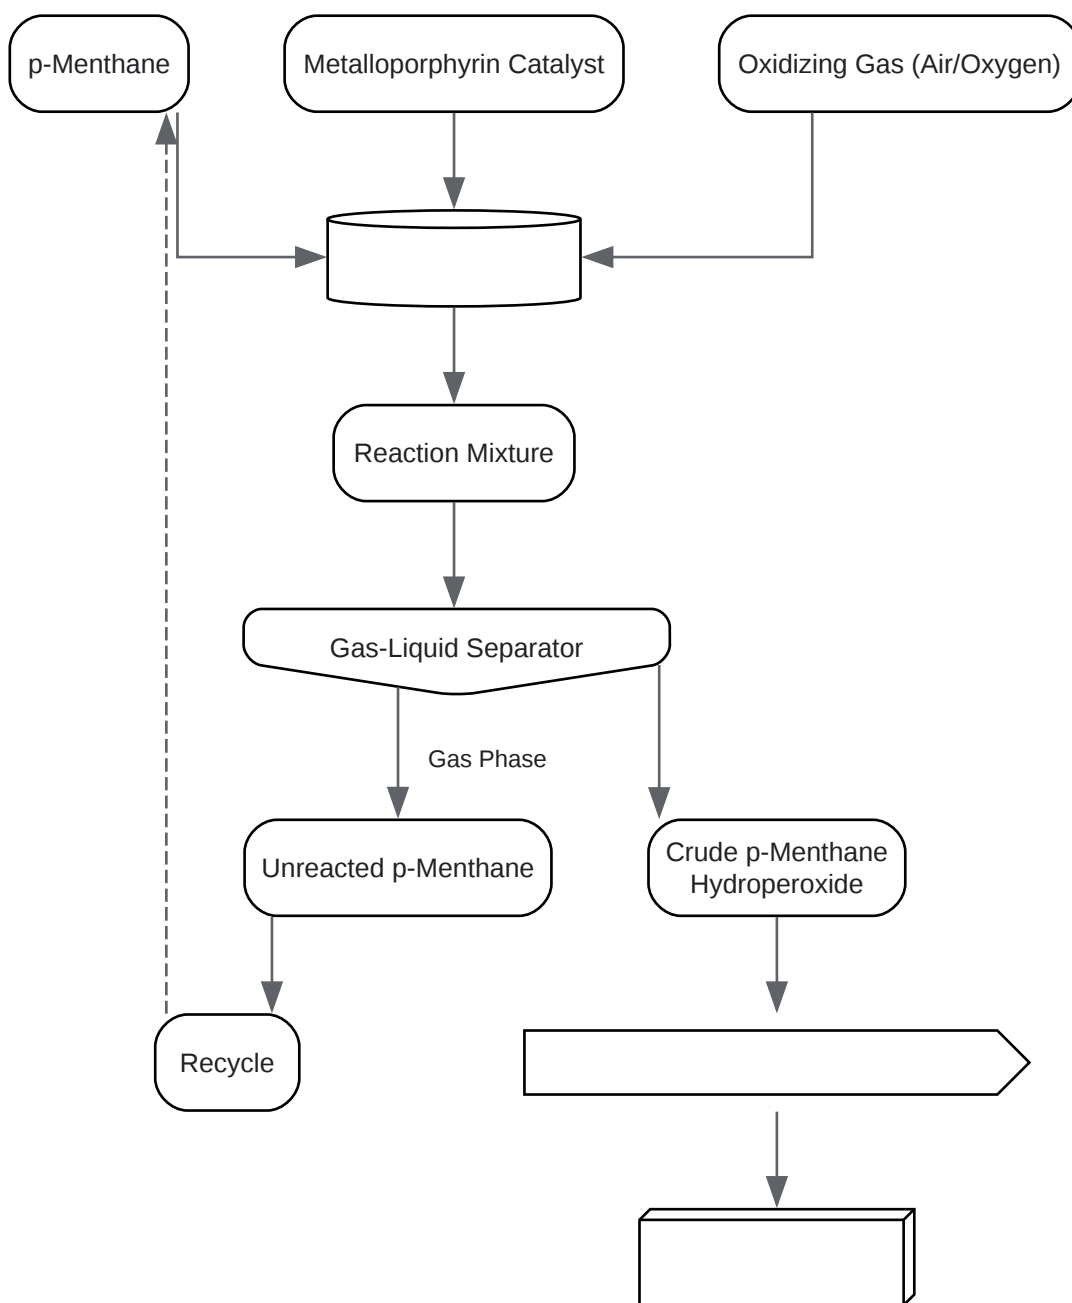 p-Menthane
Metalloporphyrin Catalyst
Oxidizing Gas (Air/Oxygen)
Reaction Mixture
Gas-Liquid Separator
Gas Phase
Unreacted p-Menthane
Crude p-Menthane
Hydroperoxide
Recycle